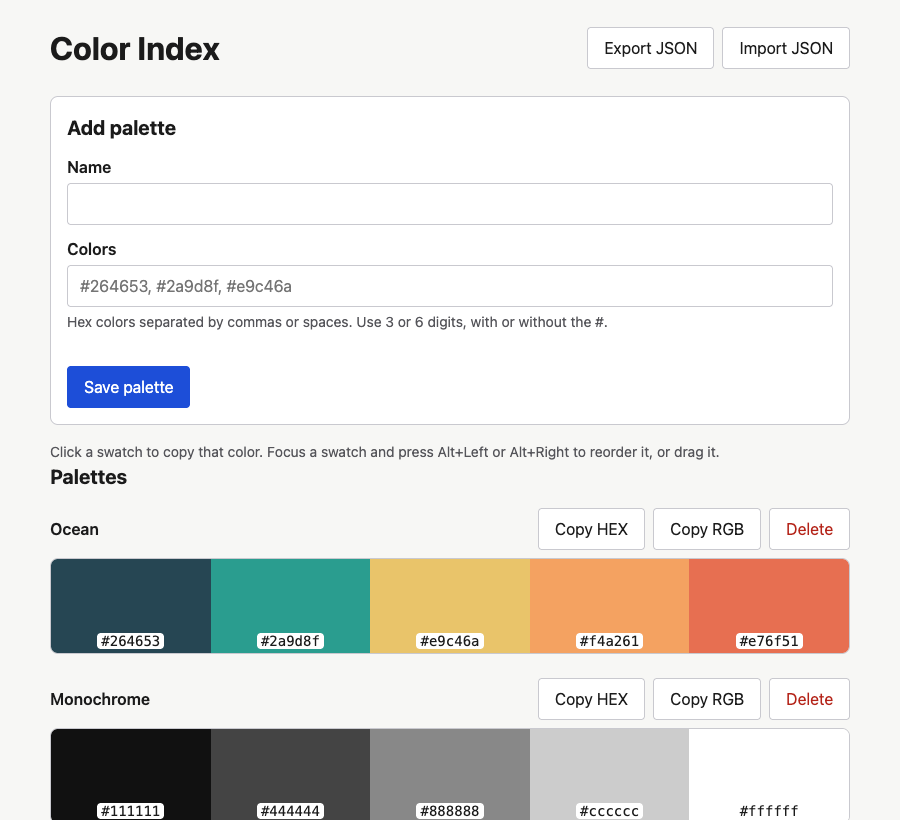 Color Index
Export JSON
Import JSON
Add palette
Name
Colors
#264653, #2a9d8f, #e9c46a
Hex colors separated by commas or spaces. Use 3 or 6 digits, with or without the #.
Save palette
Click a swatch to copy that color. Focus a swatch and press Alt+Left or Alt+Right to reorder it, or drag it.
Palettes
Ocean
Copy HEX
Copy RGB
Delete
#264653
#2a9d8f
#e9c46a
#f4a261
#e76f51
Monochrome
Copy HEX
Copy RGB
Delete
#111111
#444444
#888888
#cccccc
#ffffff